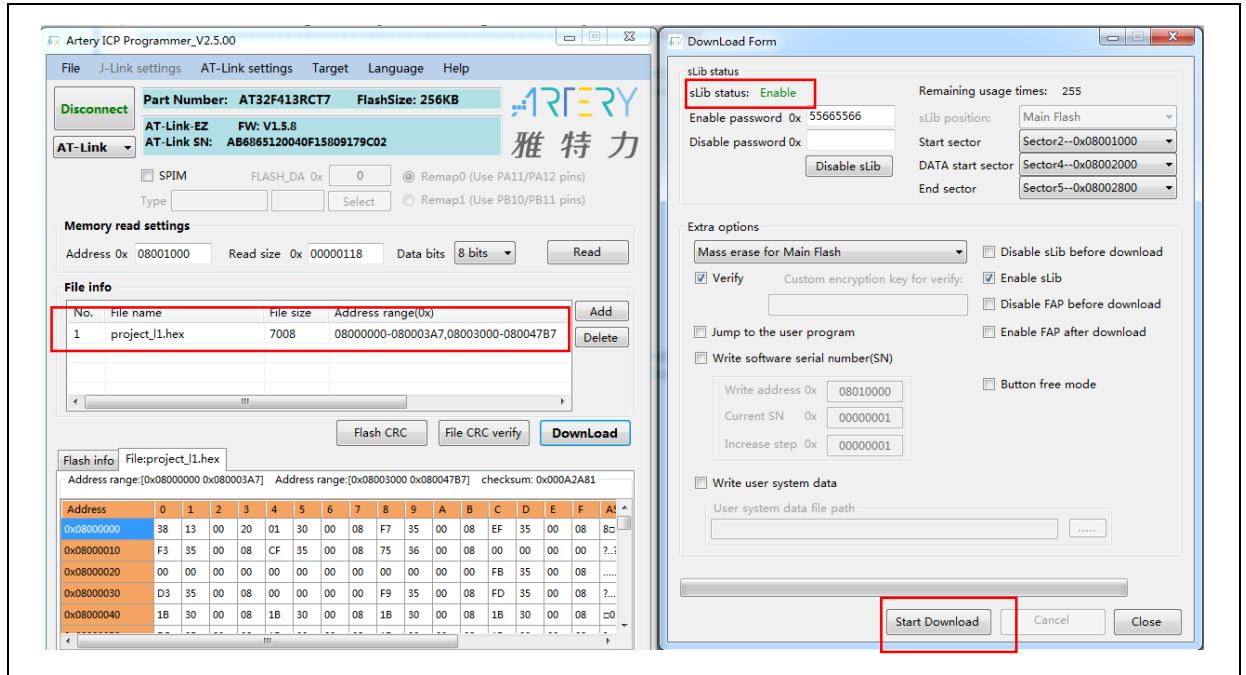 Artery ICP Programmer_V2.5.00
File J-Link settings AT-Link settings Target Language Help
Disconnect
Part Number: AT32F413RCT7 FlashSize: 256KB
AT-Link-EZ FW: V1.5.8
AT-Link SN: AB6865120040F15809179C02
AT-Link
ARTERY
雅特力
SPIM FLASH_DA 0x 0 Remap0 (Use PA11/PA12 pins)
Type Select Remap1 (Use PB10/PB11 pins)
Memory read settings
Address 0x 08001000 Read size 0x 00000118 Data bits 8 bits Read
File info
No. File name File size Address range(0x)
1 project_l1.hex 7008 08000000-080003A7,08003000-080047B7
Add
Delete
Flash CRC File CRC verify DownLoad
Flash info File:project_l1.hex
Address range:[0x08000000 0x080003A7] Address range:[0x08003000 0x080047B7] checksum: 0x000A2A81
Address 0 1 2 3 4 5 6 7 8 9 A B C D E F
0x08000000 38 13 00 20 01 30 00 08 F7 35 00 08 EF 35 00 08
0x08000010 F3 35 00 08 CF 35 00 08 75 36 00 08 00 00 00 00
0x08000020 00 00 00 00 00 00 00 00 00 00 00 00 FB 35 00 08 .....
0x08000030 D3 35 00 08 00 00 00 00 F9 35 00 08 FD 35 00 08 ?...
0x08000040 1B 30 00 08 1B 30 00 08 1B 30 00 08 1B 30 00 08
DownLoad Form
sLib status
sLib status: Enable Remaining usage times: 255
Enable password 0x 55665566 sLib position: Main Flash
Disable password 0x Start sector Sector2--0x08001000
Disable sLib DATA start sector Sector4--0x08002000
End sector Sector5--0x08002800
Extra options
Mass erase for Main Flash Disable sLib before download
Verify Custom encryption key for verify: Enable sLib
Disable FAP before download
Jump to the user program Enable FAP after download
Write software serial number(SN)
Write address 0x 08010000 Button free mode
Current SN 0x 00000001
Increase step 0x 00000001
Write user system data
User system data file path
.....
Start Download Cancel Close